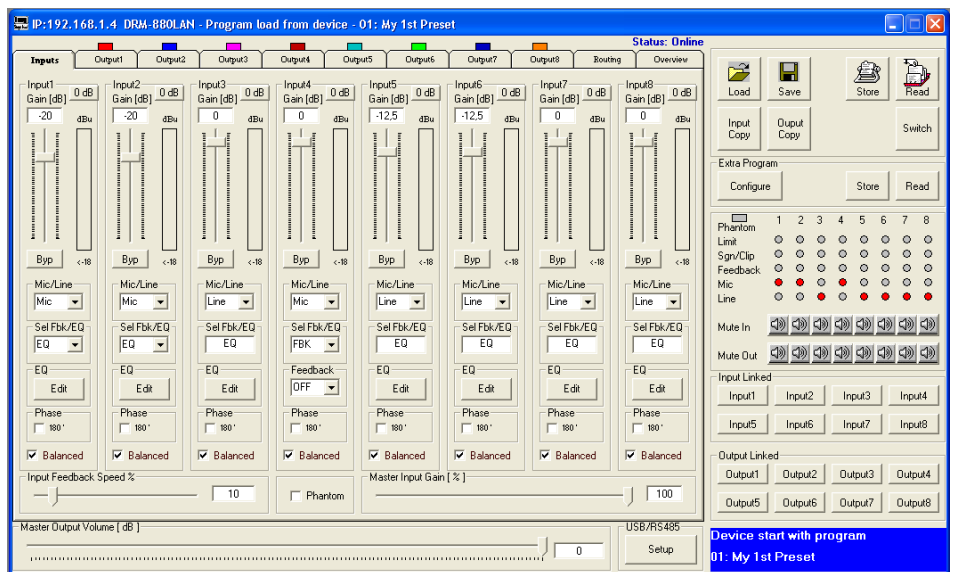 IP:192.168.1.4 DRM-880LAN - Program load from device - 01: My 1st Preset
Status: Online
Inputs Output1 Output2 Output3 Output4 Output5 Output6 Output7 Output8 Routing Overview
Input1 Input2 Input3 Input4 Input5 Input6 Input7 Input8
Gain [dB] 0 dB Gain [dB] 0 dB Gain [dB] 0 dB Gain [dB] 0 dB Gain [dB] 0 dB Gain [dB] 0 dB Gain [dB] 0 dB Gain [dB] 0 dB
-20 dBu -20 dBu 0 dBu 0 dBu -12,5 dBu -12,5 dBu 0 dBu 0 dBu
Byp <-18 Byp <-18 Byp <-18 Byp <-18 Byp <-18 Byp <-18 Byp <-18 Byp <-18
Mic/Line Mic/Line Mic/Line Mic/Line Mic/Line Mic/Line Mic/Line Mic/Line
Mic Mic Line Mic Line Line Line Line
Sel Fbk/EQ Sel Fbk/EQ Sel Fbk/EQ Sel Fbk/EQ Sel Fbk/EQ Sel Fbk/EQ Sel Fbk/EQ Sel Fbk/EQ
EQ EQ EQ FBK EQ EQ EQ EQ
EQ EQ EQ Feedback EQ EQ EQ EQ
Edit Edit Edit OFF Edit Edit Edit Edit
Phase Phase Phase Phase Phase Phase Phase Phase
180' 180' 180' 180' 180' 180' 180' 180'
Balanced Balanced Balanced Balanced Balanced Balanced Balanced Balanced
Input Feedback Speed %
10
Phantom
Master Input Gain [ % ]
100
Master Output Volume [ dB ]
0
USB/RS485
Setup
Load Save Store Read
Input Copy Ouput Copy Switch
Extra Program
Configure Store Read
Phantom 1 2 3 4 5 6 7 8
Limit
Sgn/Clip
Feedback
Mic
Line
Mute In
Mute Out
Input Linked
Input1 Input2 Input3 Input4
Input5 Input6 Input7 Input8
Output Linked
Output1 Output2 Output3 Output4
Output5 Output6 Output7 Output8
Device start with program
01: My 1st Preset